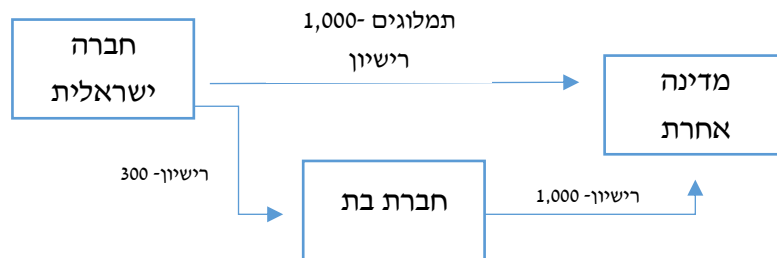 חברה
ישראלית
תמלוגים -1,000
רישיון
מדינה
אחרת
רישיון- 300
חברת בת
רישיון- 1,000